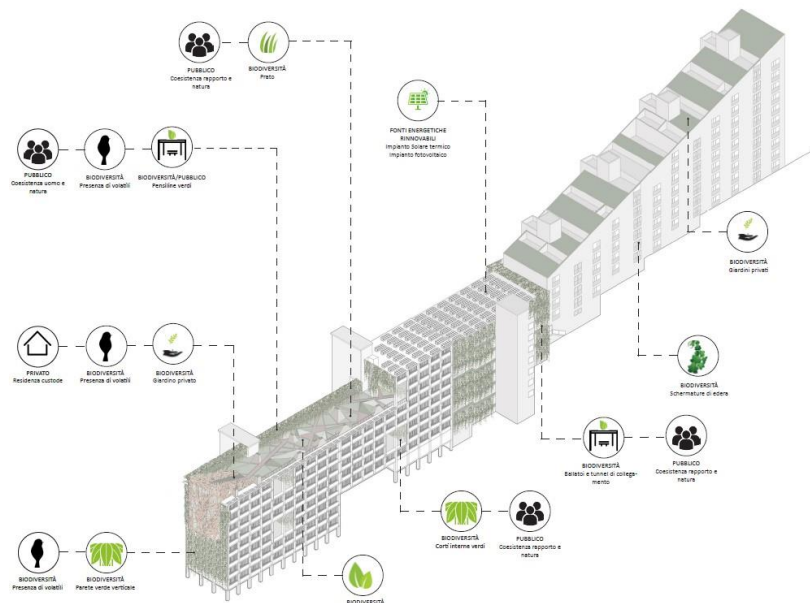 PUBBLICO
Coesistenza rapporto e
natura
BIODIVERSITÀ
Prato
FONTI ENERGETICHE
RINNOVABILI
Impianto Solare termico
Impianto fotovoltaico
PUBBLICO
Coesistenza uomo e
natura
BIODIVERSITÀ
Presenza di volatili
BIODIVERSITÀ/PUBBLICO
Pensiline verdi
BIODIVERSITÀ
Giardini privati
PRIVATO
Residenza custode
BIODIVERSITÀ
Presenza di volatili
BIODIVERSITÀ
Giardino privato
BIODIVERSITÀ
Schermature di edera
BIODIVERSITÀ
Ballatoi e tunnel di collega-
mento
PUBBLICO
Coesistenza rapporto e
natura
BIODIVERSITÀ
Corti interne verdi
PUBBLICO
Coesistenza rapporto e
natura
BIODIVERSITÀ
Presenza di volatili
BIODIVERSITÀ
Parete verde verticale
BIODIVERSITÀ